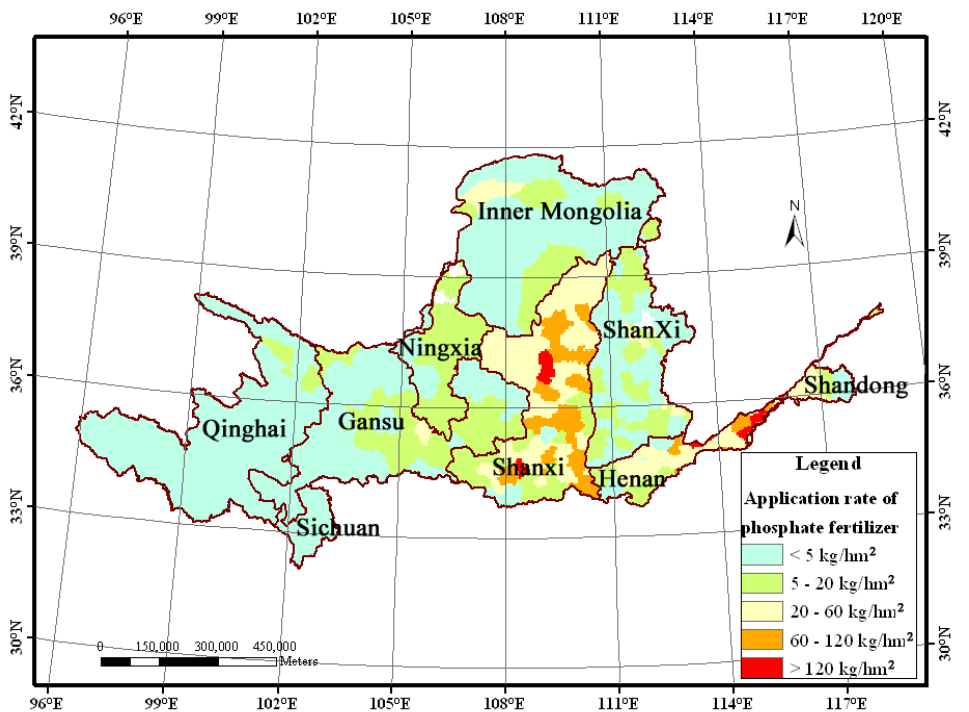 96°E 99°E 102°E 105°E 108°E 111°E 114°E 117°E 120°E
42°N 42°N
39°N 39°N
36°N 36°N
33°N 33°N
30°N 30°N
N
Inner Mongolia
ShanXi
Ningxia
Shandong
Qinghai
Gansu
Shanxi
Henan
Sichuan
Legend
Application rate of
phosphate fertilizer
< 5 kg/hm²
5 - 20 kg/hm²
20 - 60 kg/hm²
60 - 120 kg/hm²
> 120 kg/hm²
0 150,000 300,000 450,000
Meters
96°E 99°E 102°E 105°E 108°E 111°E 114°E 117°E